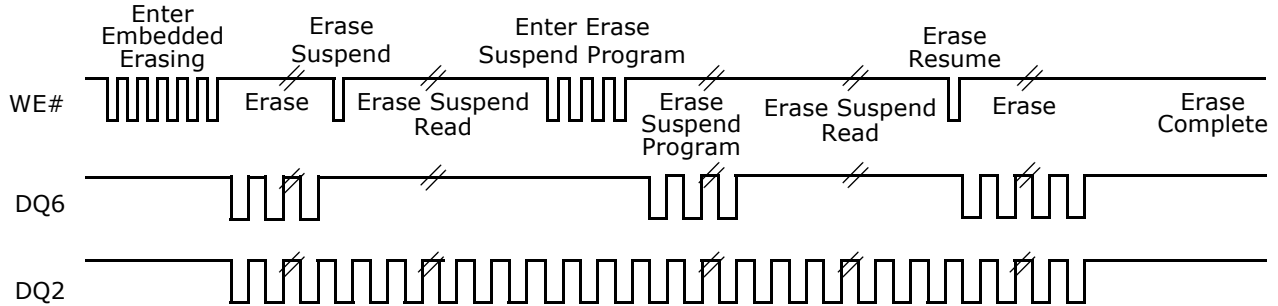 Enter
Embedded
Erasing
Erase
Suspend
Enter Erase
Suspend Program
Erase
Resume
WE#
Erase
Erase Suspend
Read
Erase
Suspend
Program
Erase Suspend
Read
Erase
Erase
Complete
DQ6
DQ2